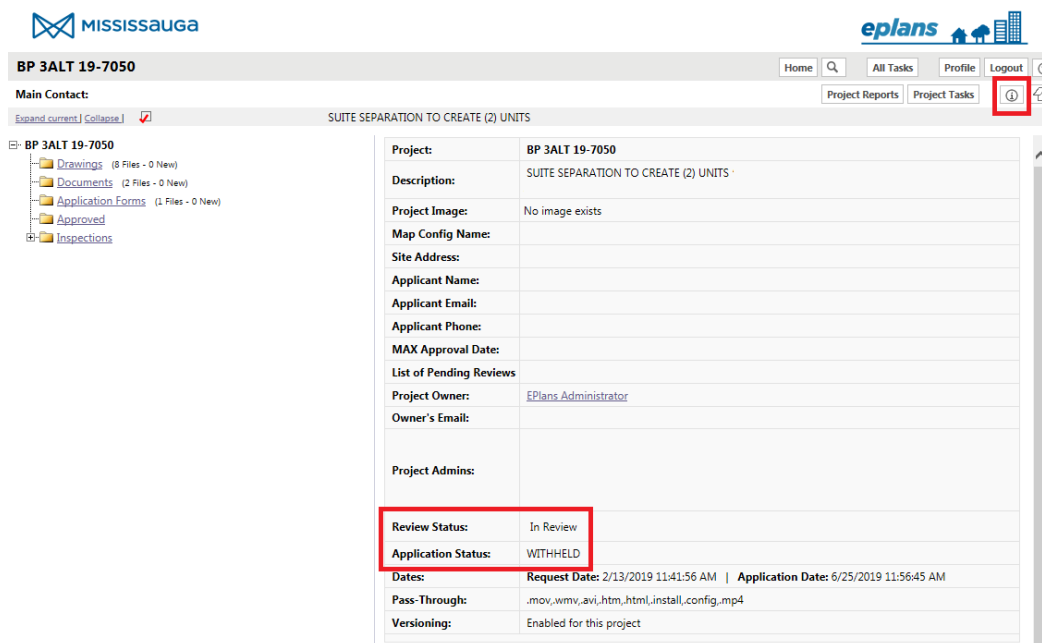 MISSISSAUGA
eplans
BP 3ALT 19-7050
Home All Tasks Profile Logout
Main Contact:
Project Reports Project Tasks
Expand current | Collapse |
SUITE SEPARATION TO CREATE (2) UNITS
BP 3ALT 19-7050
Drawings (8 Files - 0 New)
Documents (2 Files - 0 New)
Application Forms (1 Files - 0 New)
Approved
Inspections
Project: BP 3ALT 19-7050
Description: SUITE SEPARATION TO CREATE (2) UNITS
Project Image: No image exists
Map Config Name:
Site Address:
Applicant Name:
Applicant Email:
Applicant Phone:
MAX Approval Date:
List of Pending Reviews
Project Owner: EPlans Administrator
Owner's Email:
Project Admins:
Review Status: In Review
Application Status: WITHHELD
Dates: Request Date: 2/13/2019 11:41:56 AM | Application Date: 6/25/2019 11:56:45 AM
Pass-Through: .mov,.wmv,.avi,.htm,.html,.install,.config,.mp4
Versioning: Enabled for this project